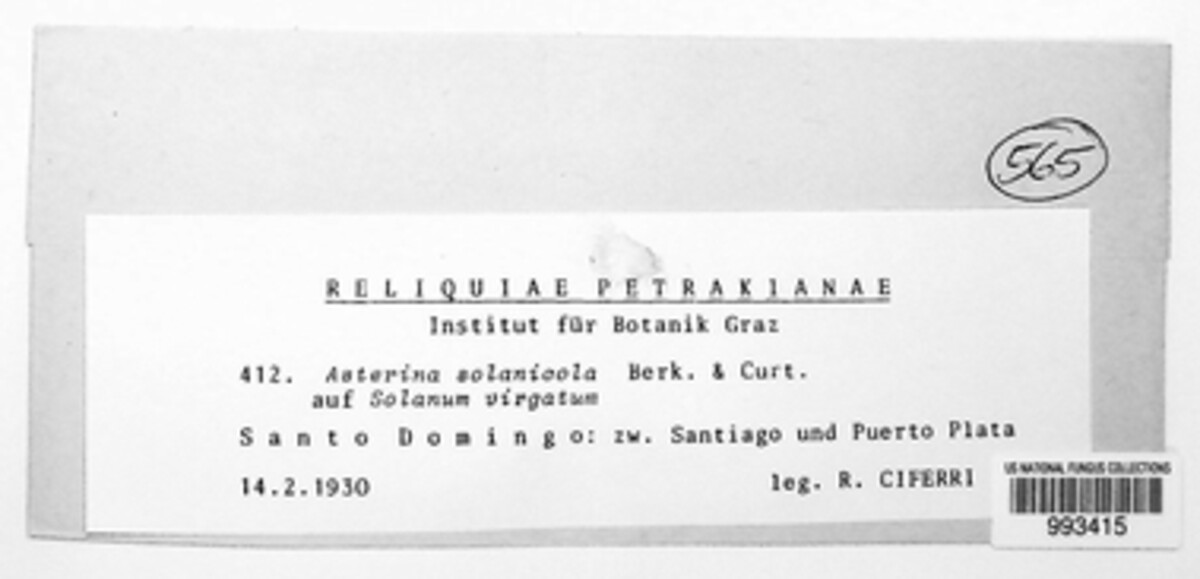 565
RELIQUIAE PETRAKIANAE
Institut für Botanik Graz
412. Asterina solanicola Berk. & Curt.
auf Solanum virgatum
Santo Domingo: zw. Santiago und Puerto Plata
14.2.1930 leg. R. CIFERRI
US NATIONAL FUNGUS COLLECTIONS
993415